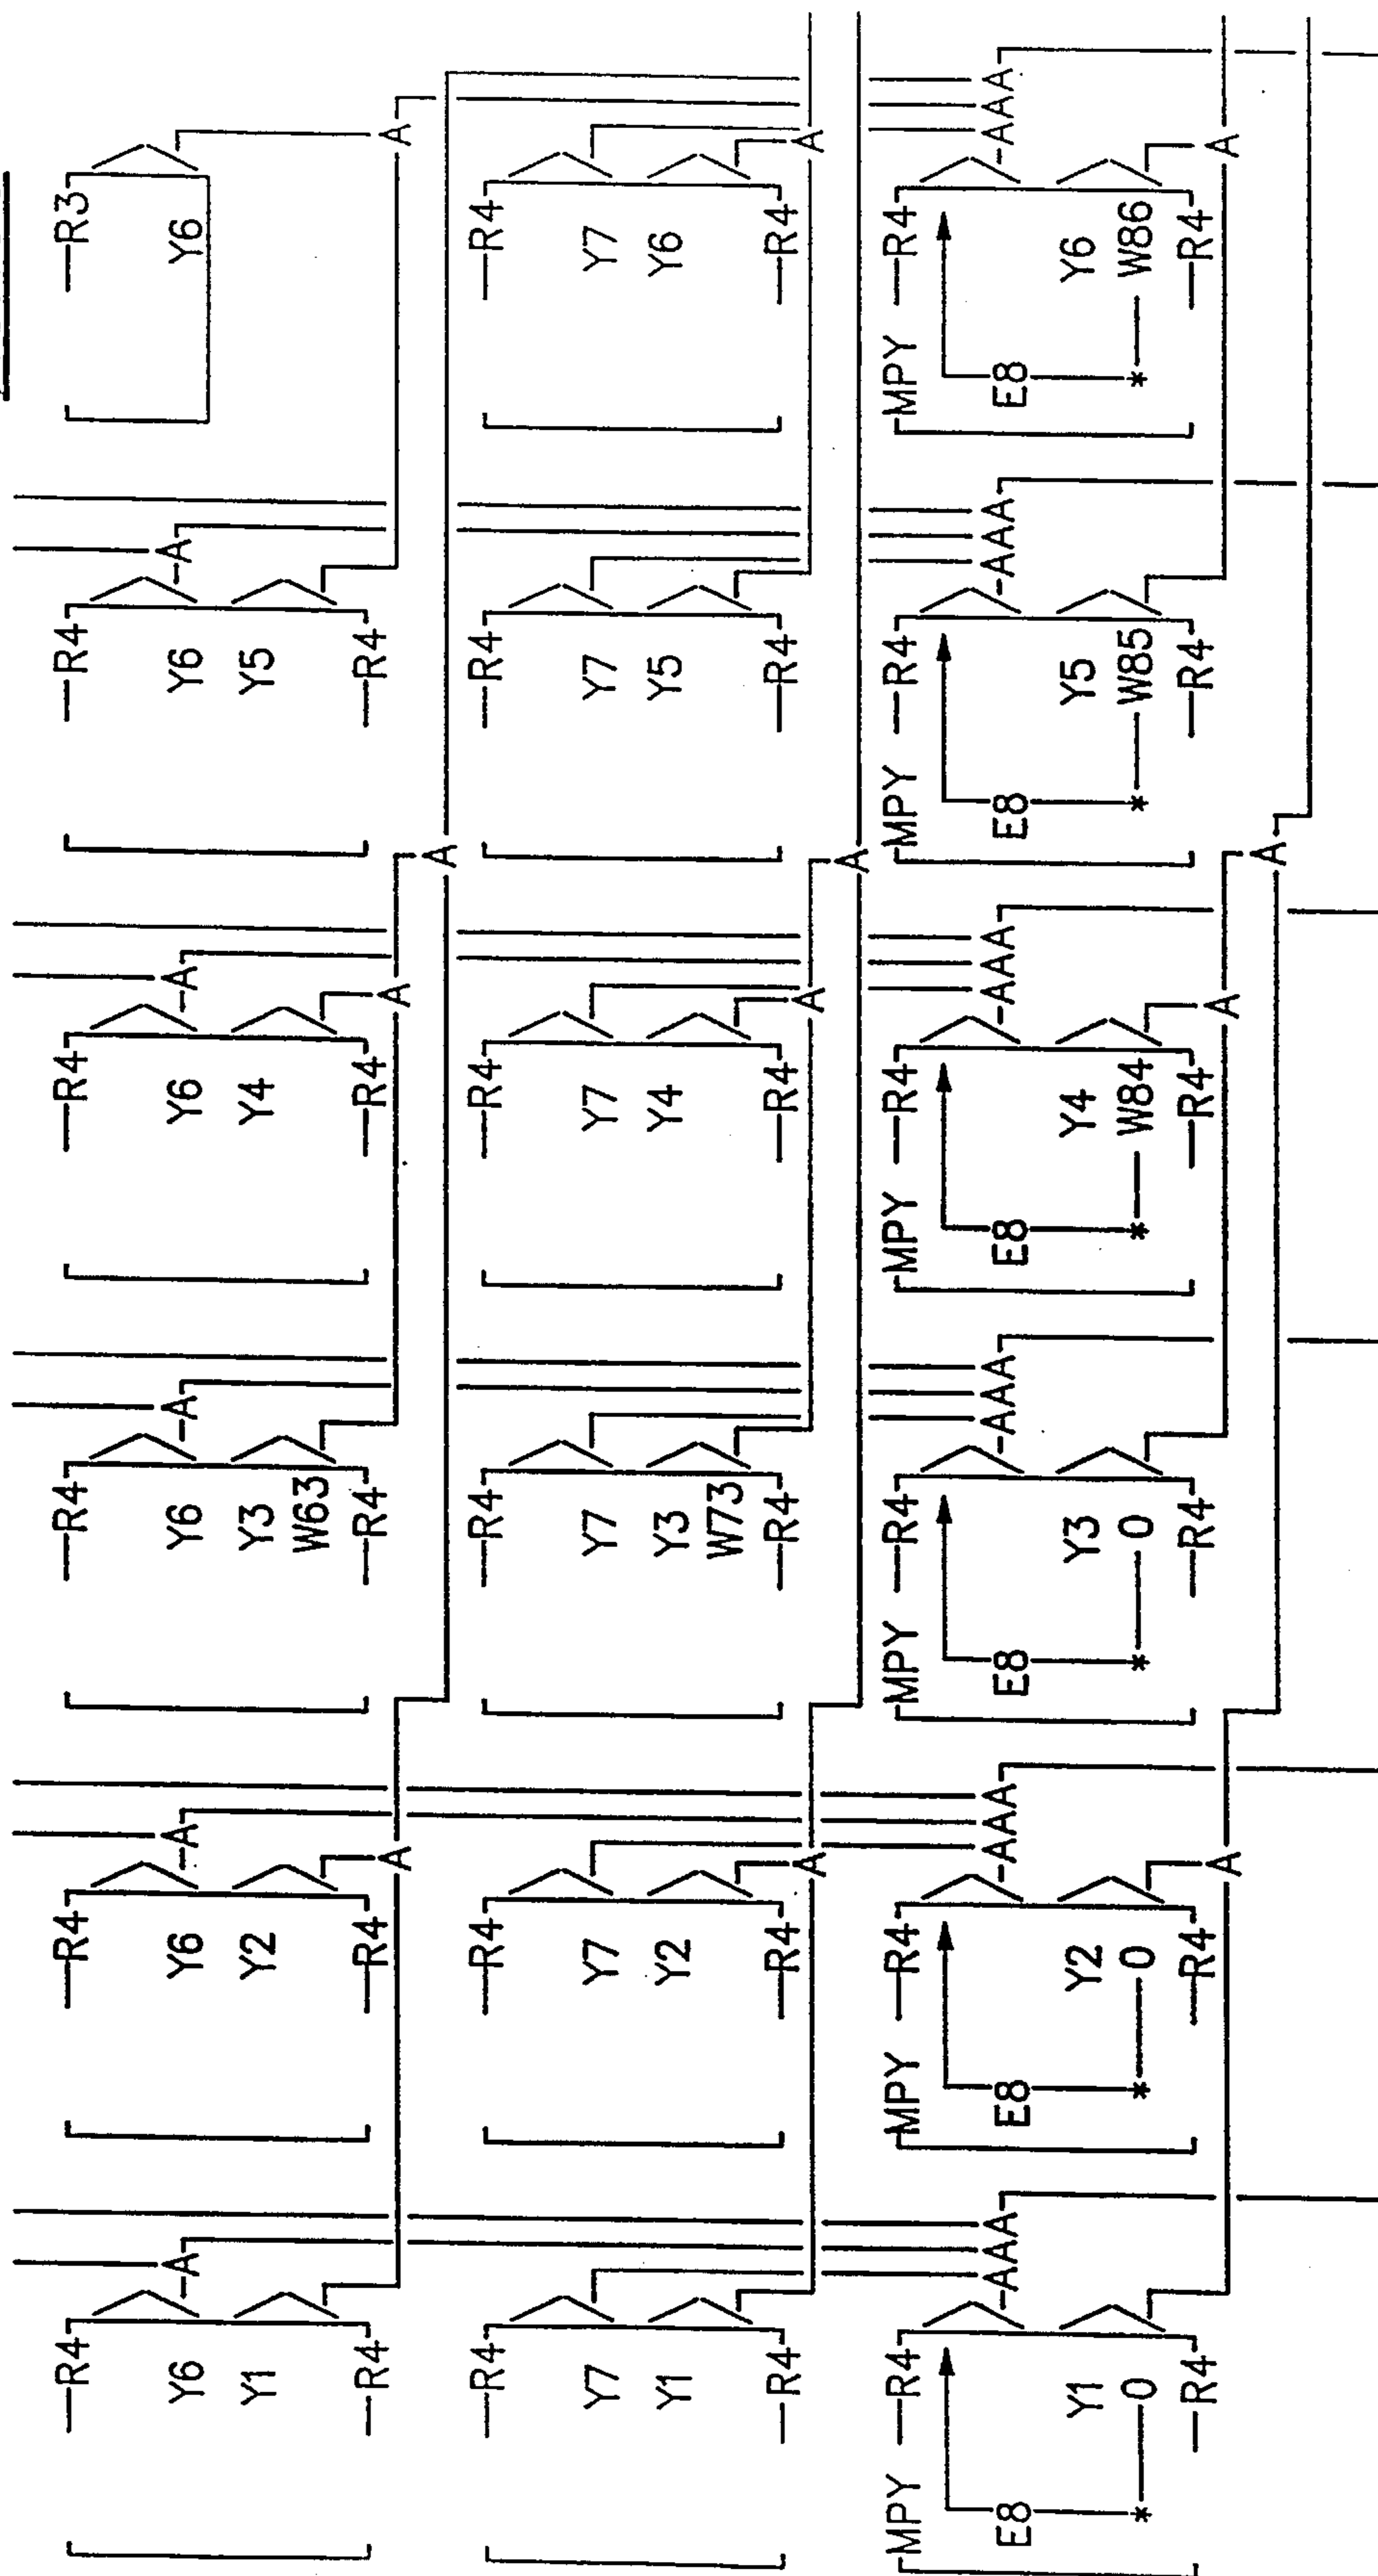 R4 R4 R4 R4 R4 R3
Y6 A Y6 A Y6 A Y6 A Y6 A Y6
Y1 Y2 Y3 Y4 Y5
W63
R4 R4 R4 R4 R4
A A A
A
R4 R4 R4 R4 R4 R4
Y7 Y7 Y7 Y7 Y7 Y7
Y1 Y2 Y3 Y4 Y5 Y6
W73
R4 R4 R4 R4 R4 R4
A A A
A
MPY R4 MPY R4 MPY R4 MPY R4 MPY R4 MPY R4
E8 AAA E8 AAA E8 AAA E8 AAA E8 AAA E8 AAA
Y1 Y2 Y3 Y4 Y5 Y6
* 0 * 0 * 0 * W84 * W85 * W86
R4 R4 R4 R4 R4 R4
A A A
A